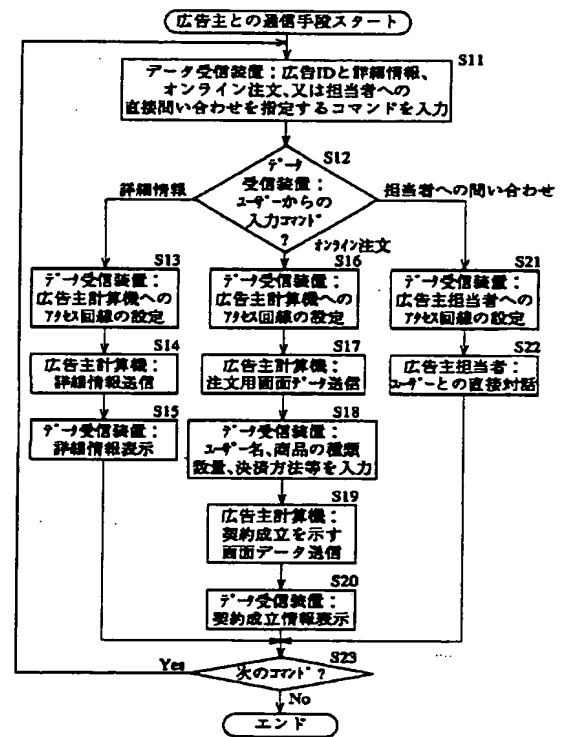 広告主との通信手段スタート
S11
データ受信装置：広告IDと詳細情報、
オンライン注文、又は担当者への
直接問い合わせを指定するコマンドを入力
S12
データ
受信装置：
ユーザーからの
入力コマンド
？
詳細情報
オンライン注文
担当者への問い合わせ
S13
データ受信装置：
広告主計算機への
アクセス回線の設定
S14
広告主計算機：
詳細情報送信
S15
データ受信装置：
詳細情報表示
S16
データ受信装置：
広告主計算機への
アクセス回線の設定
S17
広告主計算機：
注文用画面データ送信
S18
データ受信装置：
ユーザー名、商品の種類
数量、決済方法等を入力
S19
広告主計算機：
契約成立を示す
画面データ送信
S20
データ受信装置：
契約成立情報表示
S21
データ受信装置：
広告主担当者への
アクセス回線の設定
S22
広告主担当者：
ユーザーとの直接対話
S23
次のコマンド？
Yes
No
エンド